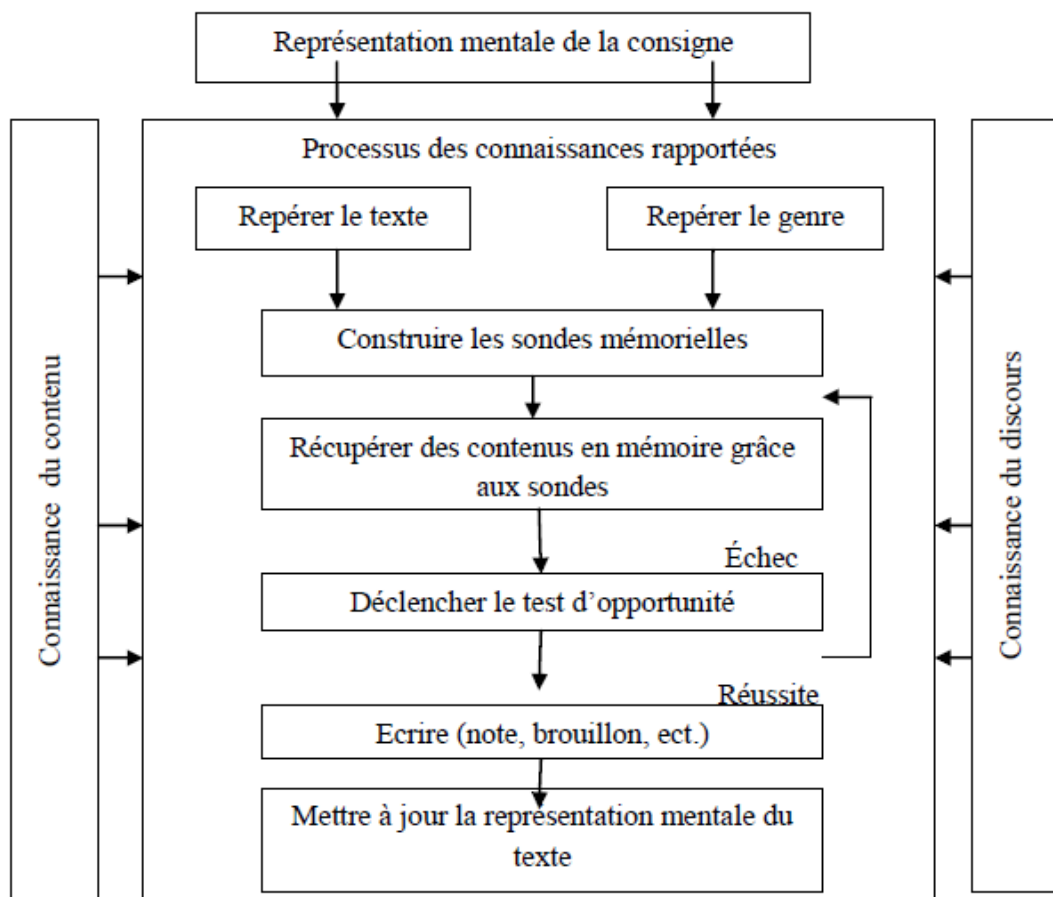 Représentation mentale de la consigne
Processus des connaissances rapportées
Repérer le texte
Repérer le genre
Construire les sondes mémorielles
Récupérer des contenus en mémoire grâce
aux sondes
Échec
Déclencher le test d'opportunité
Réussite
Ecrire (note, brouillon, ect.)
Mettre à jour la représentation mentale du
texte
Connaissance du contenu
Connaissance du discours